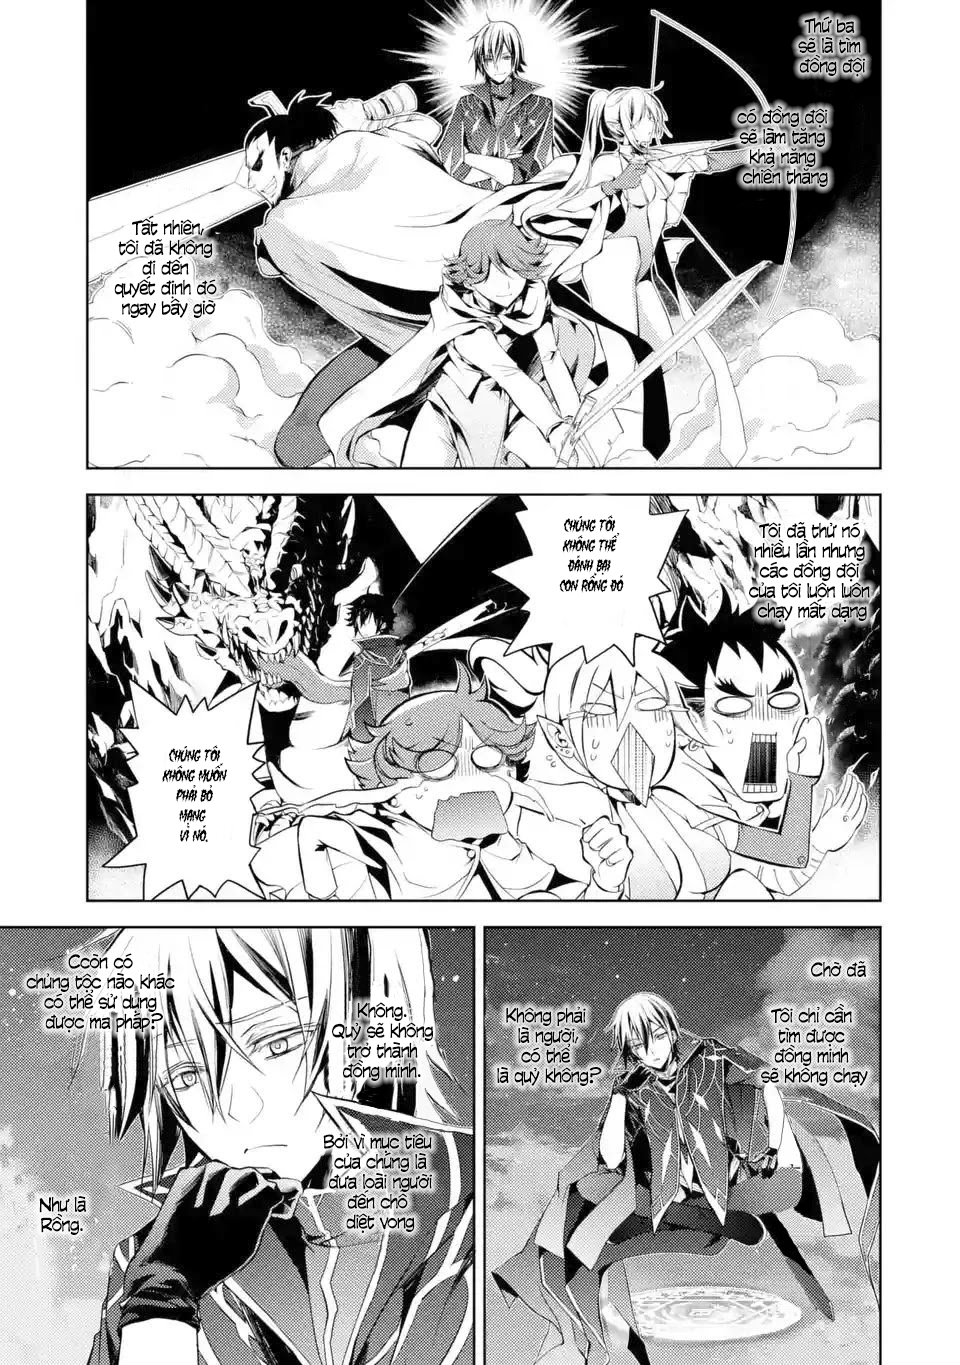 Thứ ba
sẽ là tìm
đồng đội
có đồng đội
sẽ làm tăng
khả năng
chiến thắng
Tất nhiên,
tôi đã không
đi đến
quyết định đó
ngay bây giờ
Tôi đã thử nó
nhiều lần nhưng
các đồng đội
của tôi luôn luôn
chạy mất dạng
CHÚNG TÔI
KHÔNG THỂ
ĐÁNH BẠI
CON RỒNG ĐÓ
CHÚNG TÔI
KHÔNG MUỐN
PHẢI BỎ
MẠNG
VÌ NÓ.
Chờ đã
Tôi chỉ cần
tìm được
đồng minh
sẽ không chạy
Không phải
là người,
có thể
là quỷ không?
Không.
Quỷ sẽ không
trở thành
đồng minh.
Bởi vì mục tiêu
của chúng là
đưa loài người
đến chỗ
diệt vong
Ccòn có
chủng tộc nào khác
có thể sử dụng
được ma pháp?
Như là
Rồng.